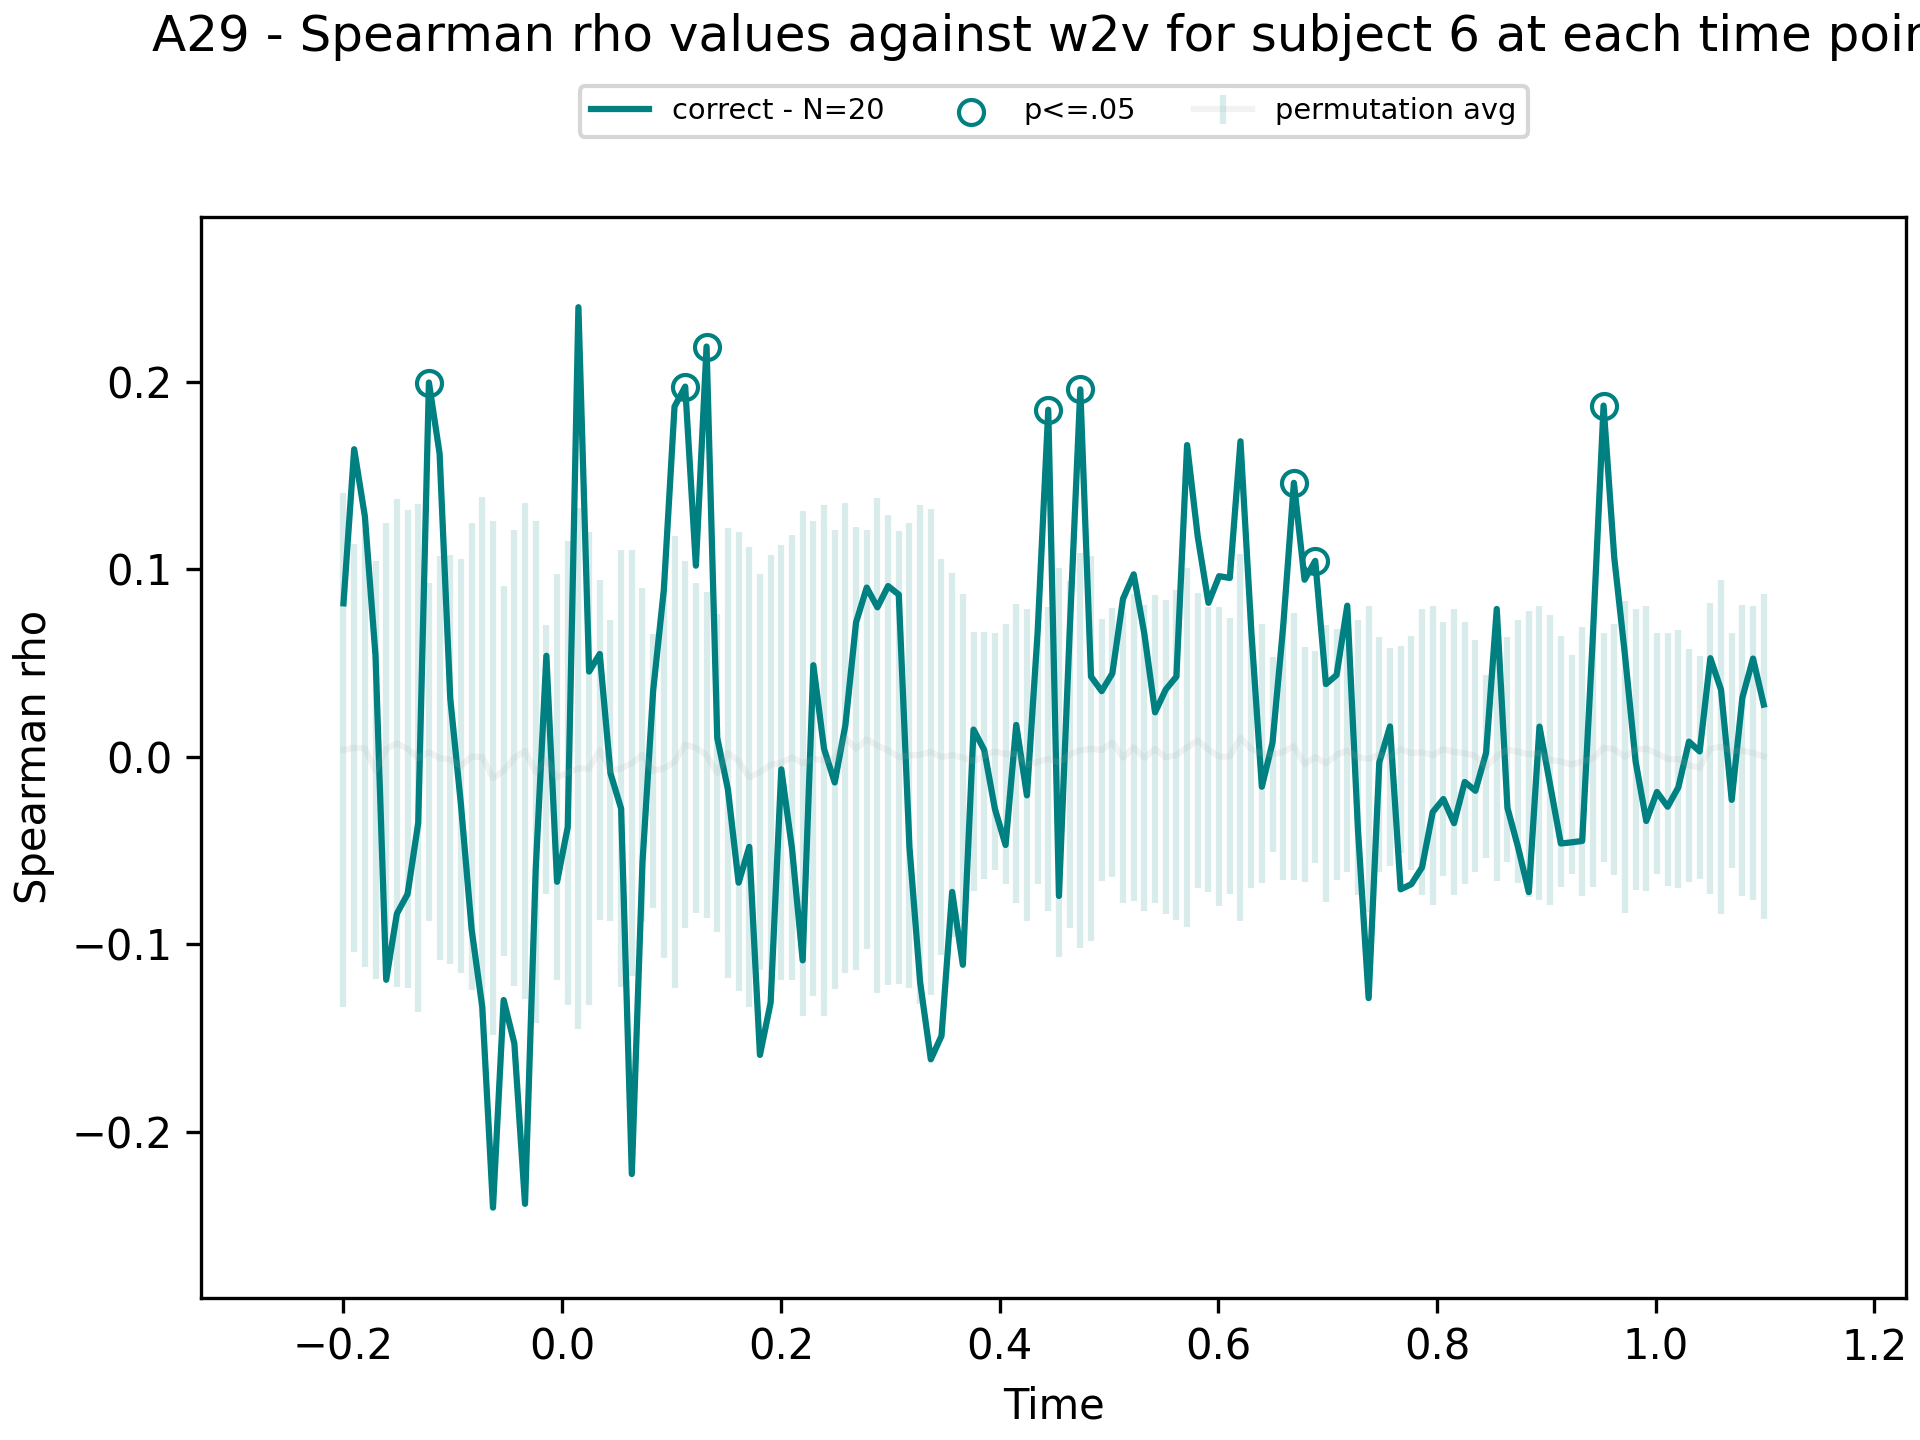 A29 - Spearman rho values against w2v for subject 6 at each time poin
correct - N=20 p<=.05 permutation avg
Spearman rho
0.2
0.1
0.0
−0.1
−0.2
−0.2 0.0 0.2 0.4 0.6 0.8 1.0 1.2
Time